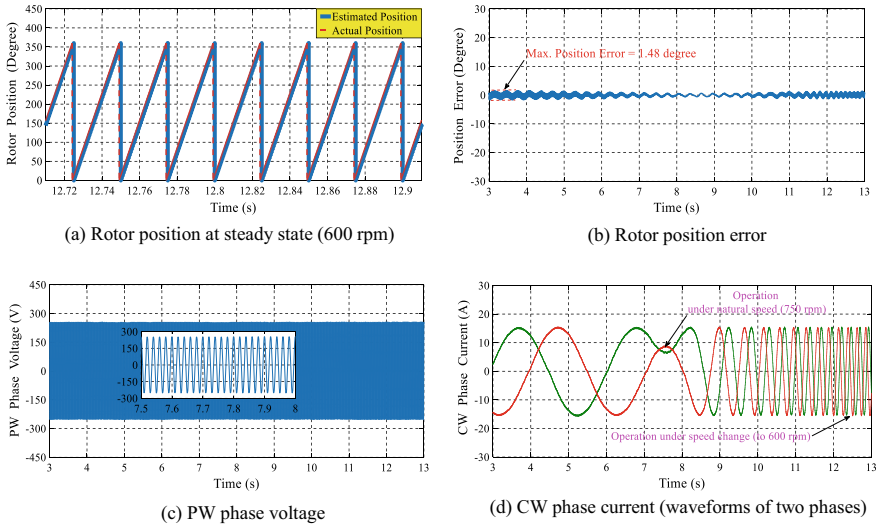 450
400
350
300
250
200
150
100
50
0
Rotor Position (Degree)
Estimated Position
Actual Position
12.72 12.74 12.76 12.78 12.8 12.82 12.84 12.86 12.88 12.9
Time (s)
(a) Rotor position at steady state (600 rpm)
30
20
10
0
-10
-20
-30
Position Error (Degree)
Max. Position Error = 1.48 degree
3 4 5 6 7 8 9 10 11 12 13
Time (s)
(b) Rotor position error
450
300
150
0
-150
-300
-450
PW Phase Voltage (V)
300
150
0
-150
-300
7.5 7.6 7.7 7.8 7.9 8
3 4 5 6 7 8 9 10 11 12 13
Time (s)
(c) PW phase voltage
30
20
10
0
-10
-20
-30
CW Phase Current (A)
Operation
under natural speed (750 rpm)
Operation under speed change (to 600 rpm)
3 4 5 6 7 8 9 10 11 12 13
Time (s)
(d) CW phase current (waveforms of two phases)